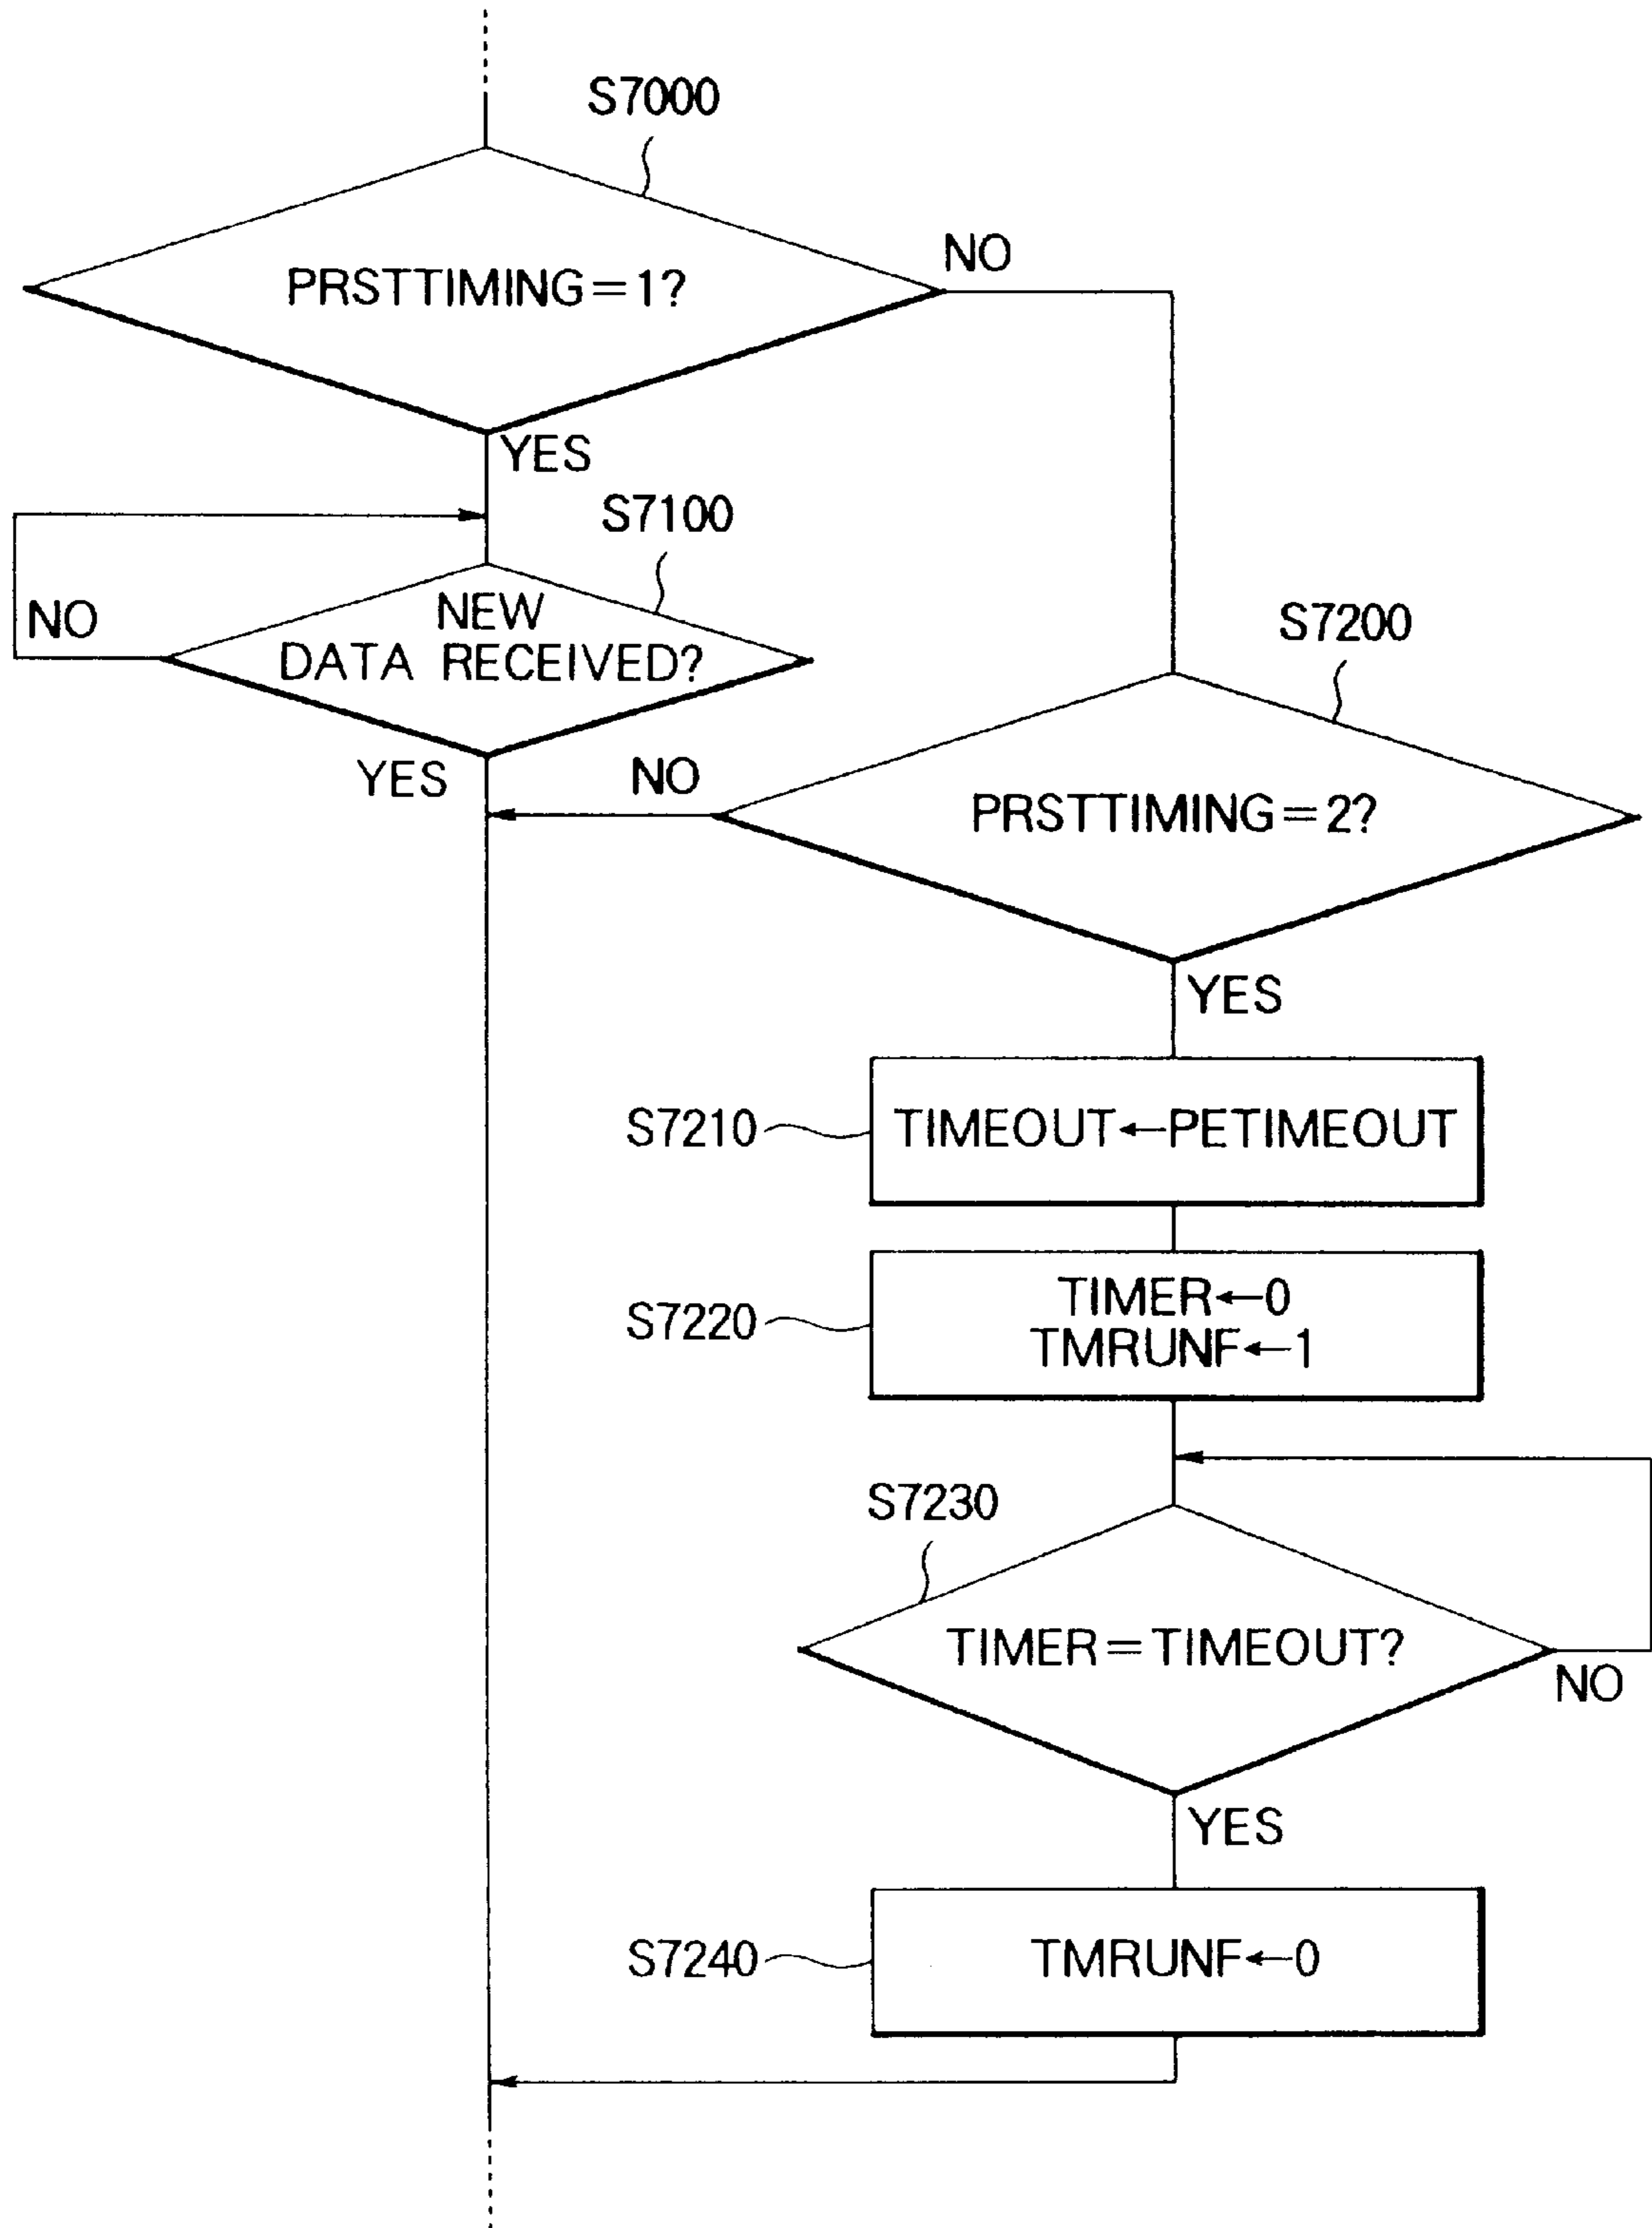 S7000
PRSTTIMING=1?
NO
YES
S7100
NEW
DATA RECEIVED?
NO
YES
S7200
NO
PRSTTIMING=2?
YES
S7210
TIMEOUT←PETIMEOUT
S7220
TIMER←0
TMRUNF←1
S7230
TIMER=TIMEOUT?
NO
YES
S7240
TMRUNF←0